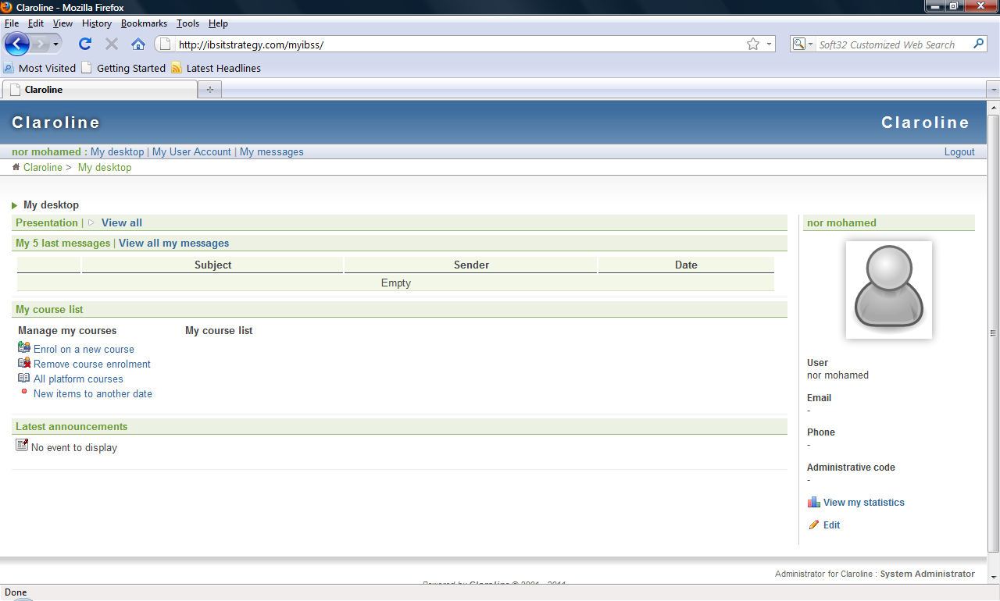 Claroline - Mozilla Firefox
File Edit View History Bookmarks Tools Help
http://ibsitstrategy.com/myibss/
Soft32 Customized Web Search
Most Visited Getting Started Latest Headlines
Claroline
Claroline Claroline
nor mohamed : My desktop | My User Account | My messages Logout
Claroline > My desktop
My desktop
Presentation | View all
My 5 last messages | View all my messages
Subject Sender Date
Empty
My course list
Manage my courses
Enrol on a new course
Remove course enrolment
All platform courses
New items to another date
My course list
Latest announcements
No event to display
nor mohamed
User
nor mohamed
Email
-
Phone
-
Administrative code
-
View my statistics
Edit
Administrator for Claroline : System Administrator
Powered by Claroline © 2001 - 2011
Done